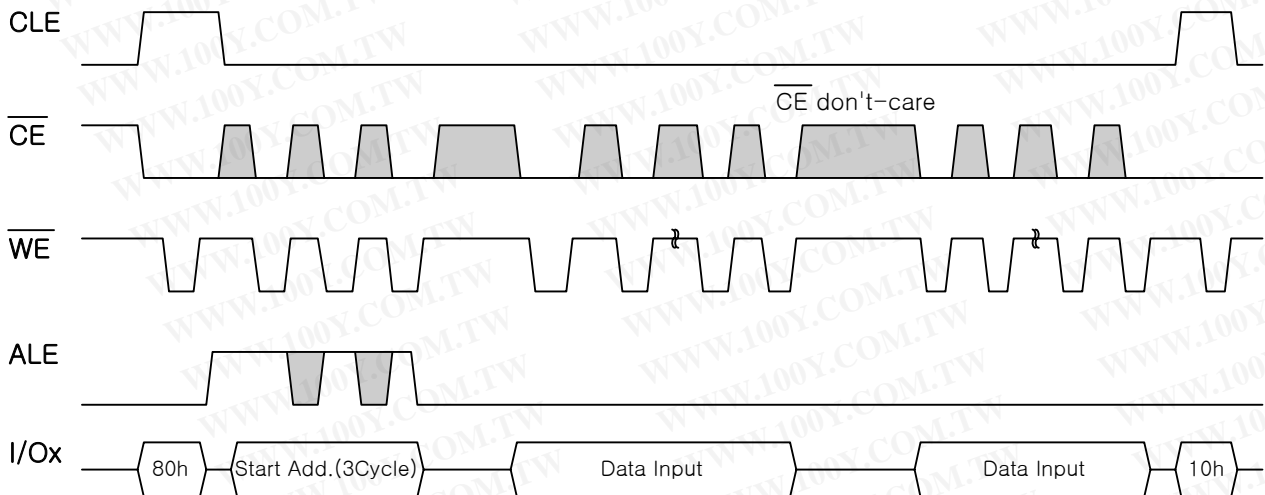 CLE
CE don't-care
CE
WE
ALE
I/Ox
80h
Start Add.(3Cycle)
Data Input
Data Input
10h
WWW.100Y.COM.TW